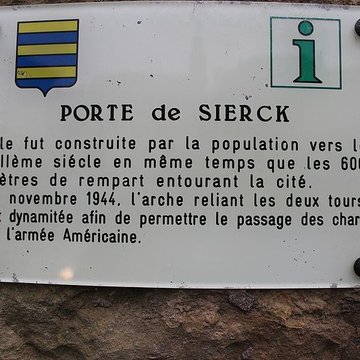 i
PORTE de SIERCK
le fut construite par la population vers l
llème siècle en même temps que les 600
ètres de rempart entourant la cité.
novembre 1944, l'arche reliant les deux tours
dynamitée afin de permettre le passage des char
l'armée Américaine.